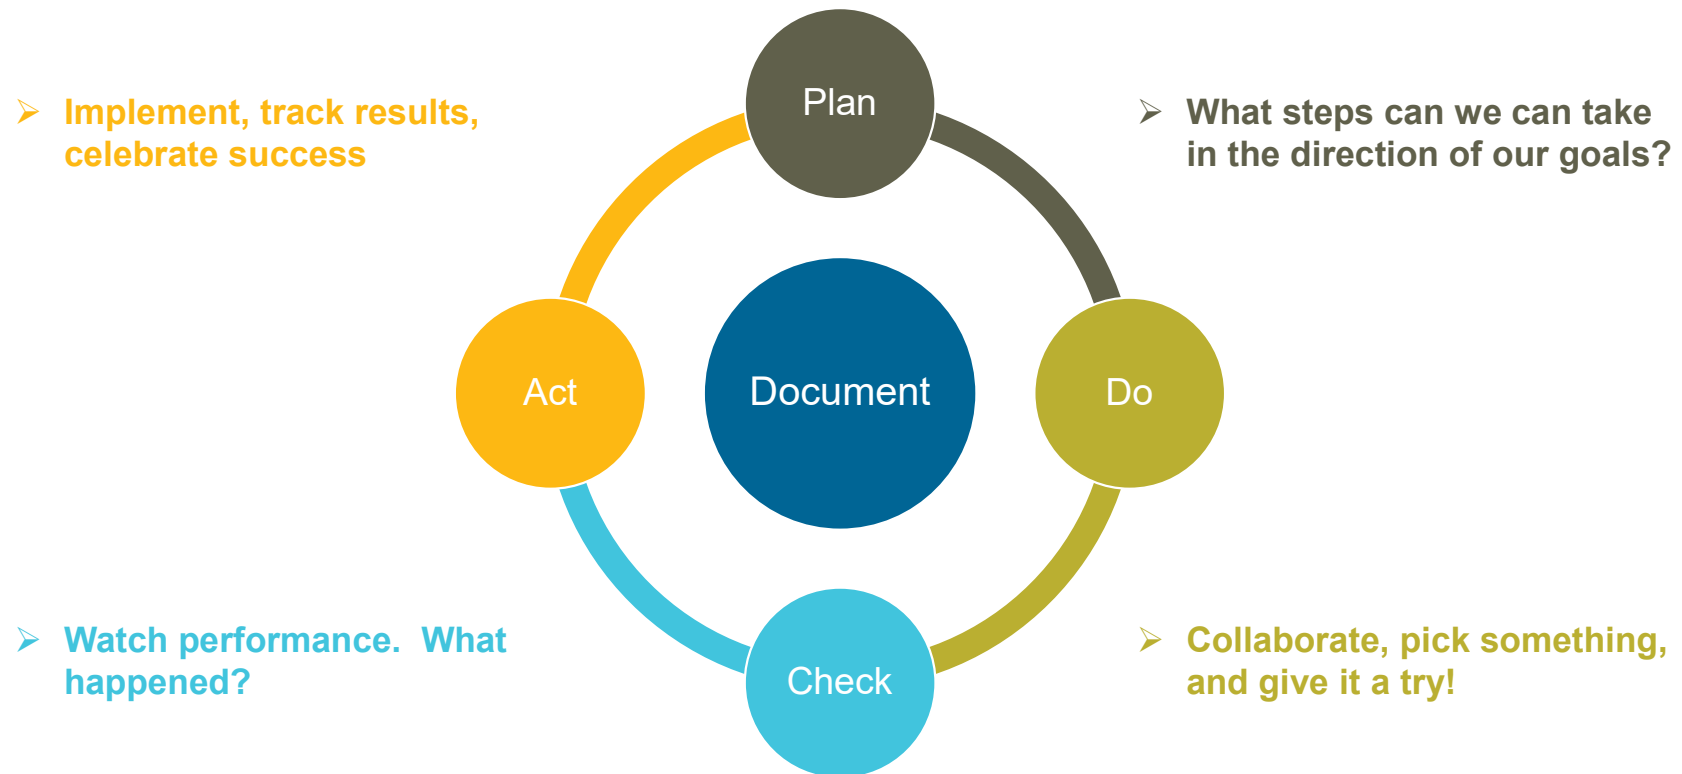 Plan
➢ Implement, track results,
celebrate success
➢ What steps can we can take
in the direction of our goals?
Act
Document
Do
➢ Watch performance.  What
happened?
➢ Collaborate, pick something,
and give it a try!
Check